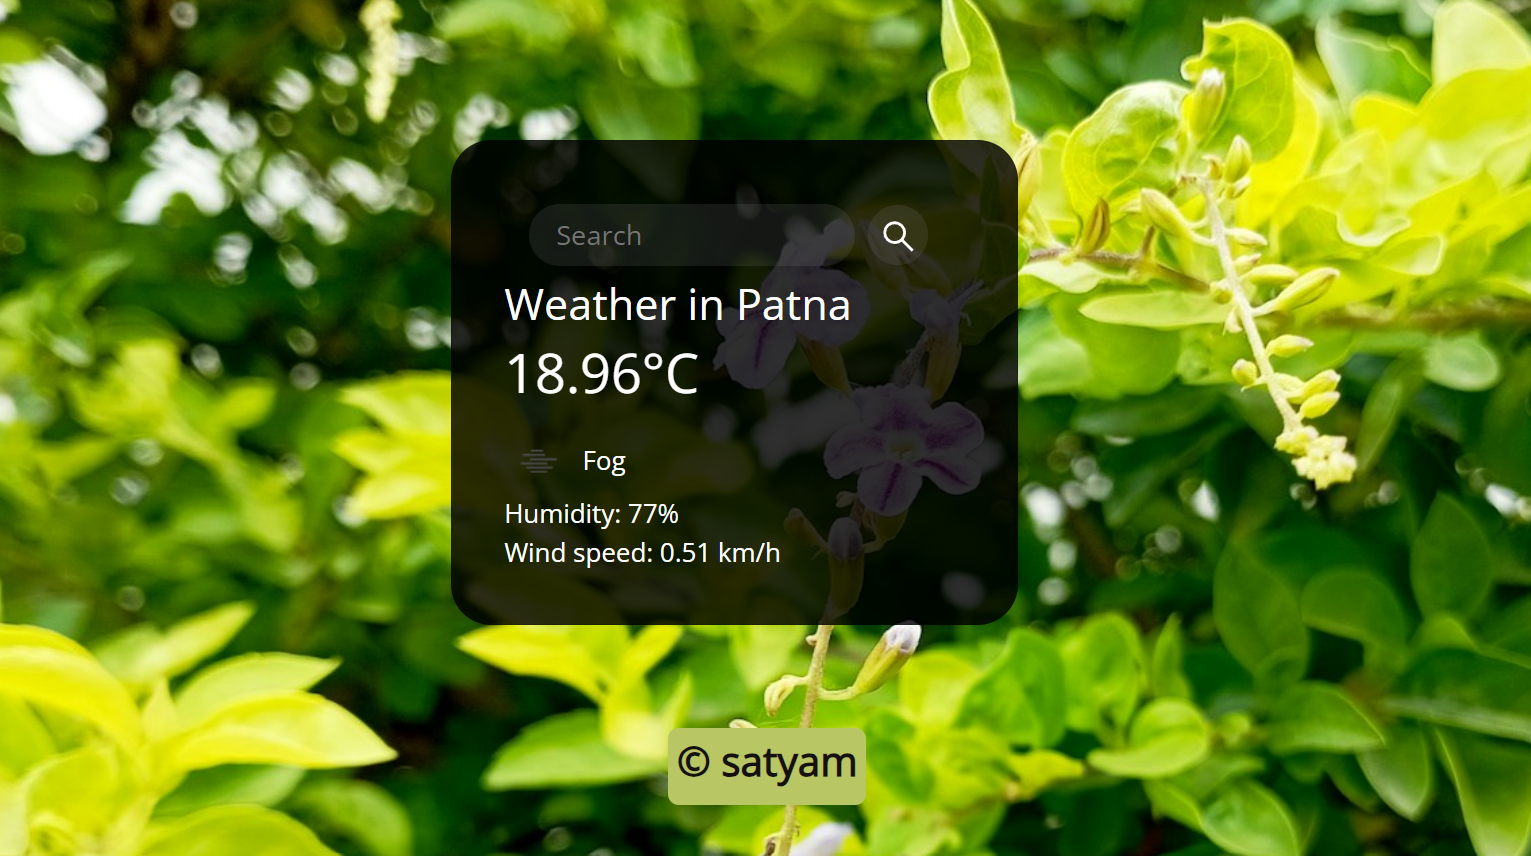 Search
Weather in Patna
18.96°C
Fog
Humidity: 77%
Wind speed: 0.51 km/h
© satyam